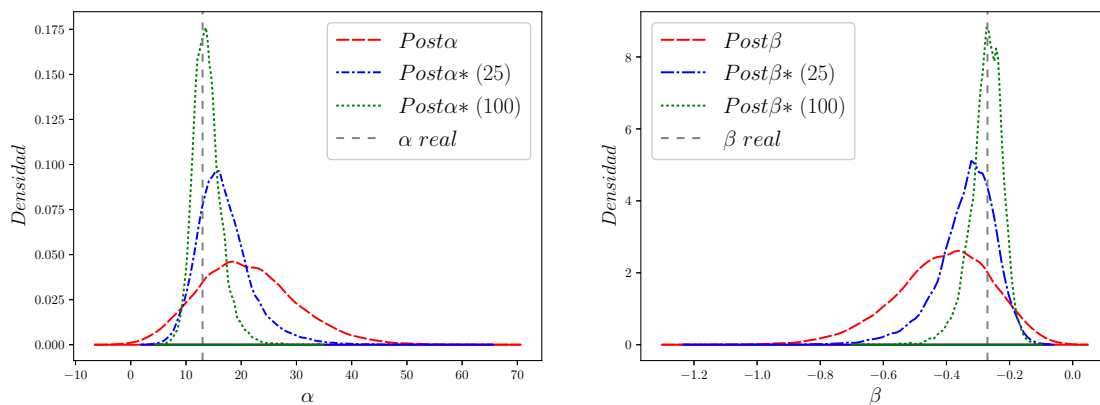 0.175
0.150
0.125
0.100
0.075
0.050
0.025
0.000
Densidad
−10 0 10 20 30 40 50 60 70
α
Postα
Postα∗ (25)
Postα∗ (100)
α real
8
6
4
2
0
Densidad
−1.2 −1.0 −0.8 −0.6 −0.4 −0.2 0.0
β
Postβ
Postβ∗ (25)
Postβ∗ (100)
β real